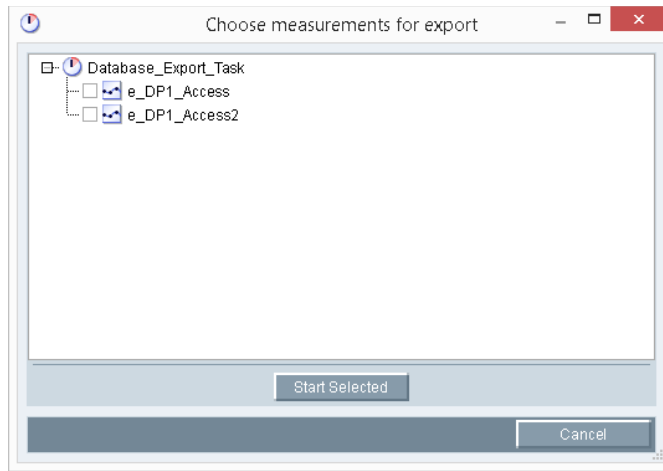 Choose measurements for export
Database_Export_Task
e_DP1_Access
e_DP1_Access2
Start Selected
Cancel